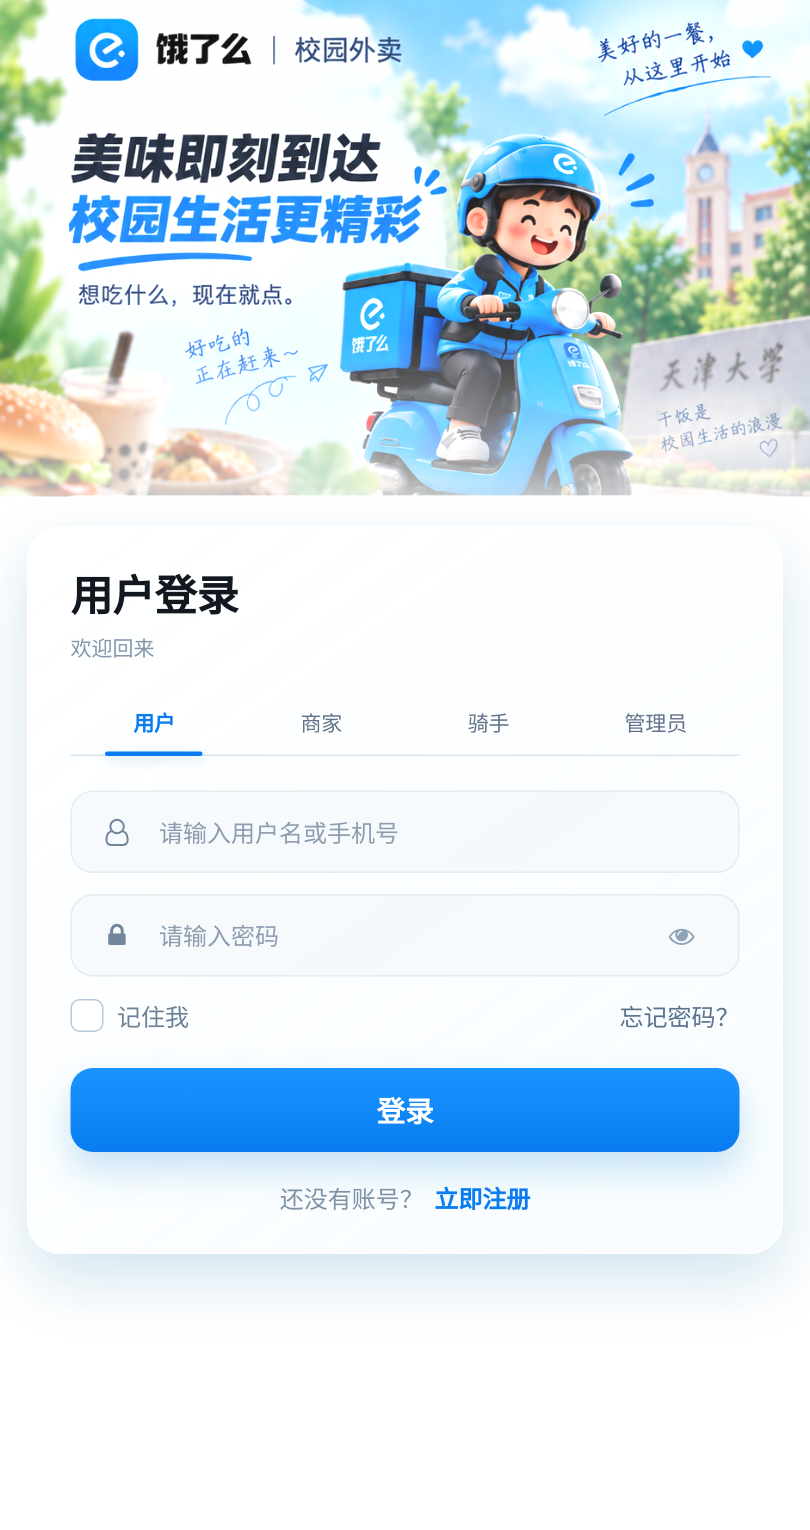 饿了么 | 校园外卖
美好的一餐，
从这里开始
美味即刻到达
校园生活更精彩
想吃什么，现在就点。
好吃的
正在赶来~
饿了么
饿了么
天津大學
干饭是
校园生活的浪漫
用户登录
欢迎回来
用户
商家
骑手
管理员
请输入用户名或手机号
请输入密码
记住我
忘记密码？
登录
还没有账号？ 立即注册